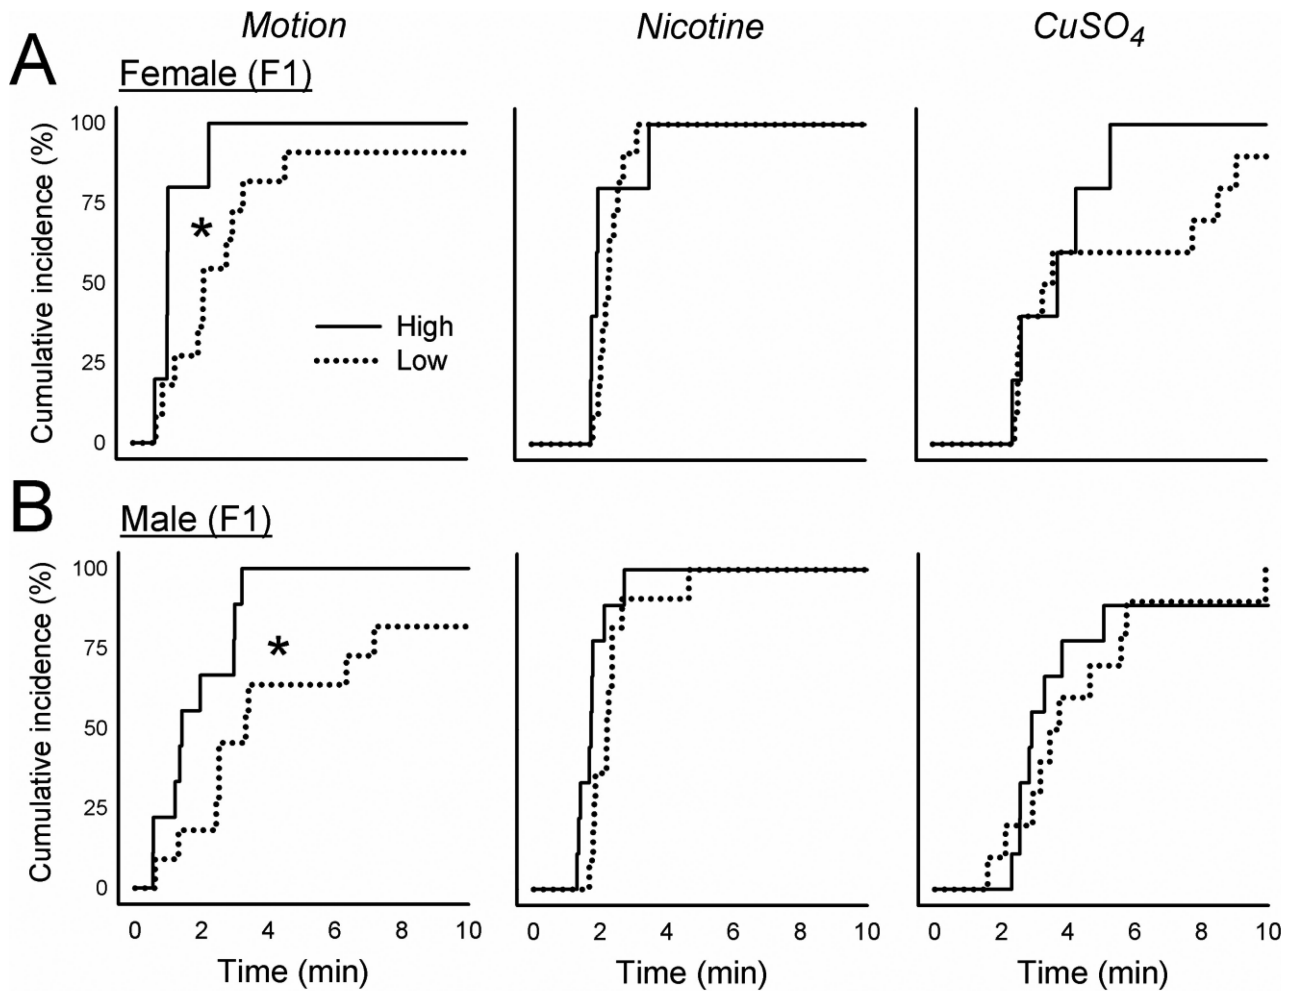 Motion Nicotine CuSO4
A
Female (F1)
Cumulative incidence (%)
100
75
50
25
0
*
High
Low
B
Male (F1)
Cumulative incidence (%)
100
75
50
25
0
*
0 2 4 6 8 10 0 2 4 6 8 10 0 2 4 6 8 10
Time (min) Time (min) Time (min)